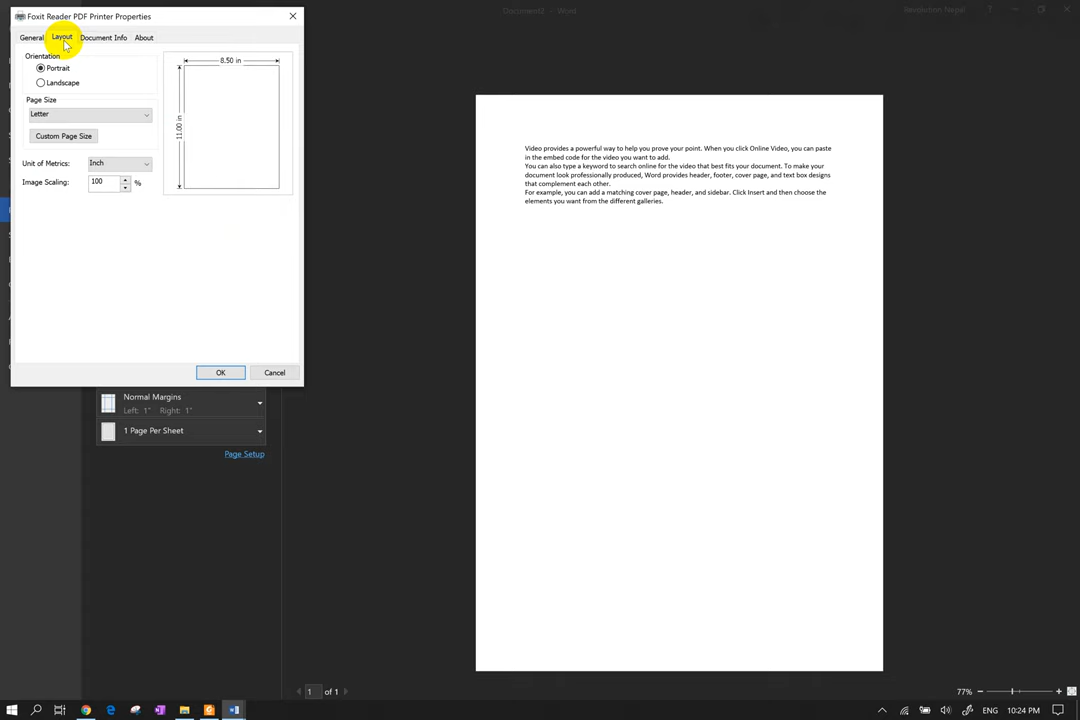 Foxit Reader PDF Printer Properties
General
Layout
Document Info
About
Orientation
Portrait
Landscape
Page Size
Letter
Custom Page Size
Unit of Metrics:
Inch
Image Scaling:
100
%
8.50 in
11.00 in
OK
Cancel
Document2 - Word
Revolution Nepal
?
Normal Margins
Left: 1" Right: 1"
1 Page Per Sheet
Page Setup
Video provides a powerful way to help you prove your point. When you click Online Video, you can paste
in the embed code for the video you want to add.
You can also type a keyword to search online for the video that best fits your document. To make your
document look professionally produced, Word provides header, footer, cover page, and text box designs
that complement each other.
For example, you can add a matching cover page, header, and sidebar. Click Insert and then choose the
elements you want from the different galleries.
1 of 1
77%
ENG
10:24 PM